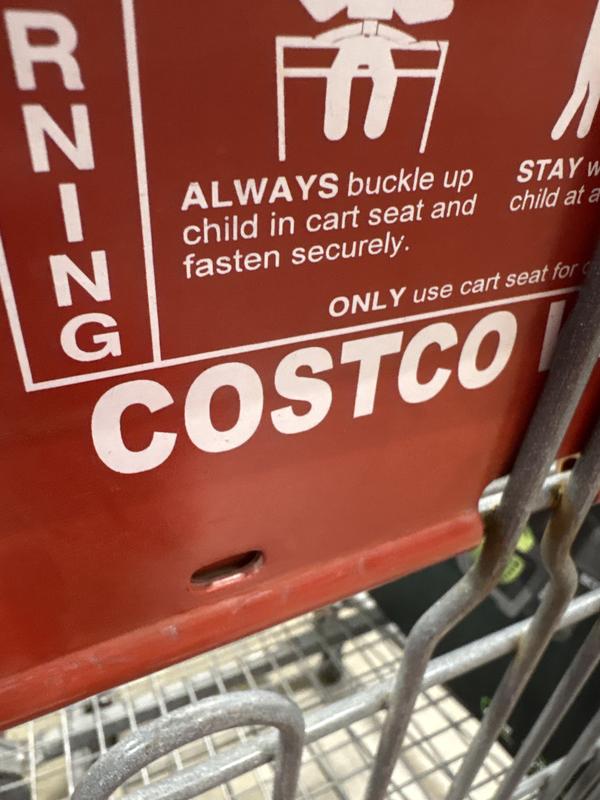 RNING
ALWAYS buckle up
child in cart seat and
fasten securely.
STAY
child at
ONLY use cart seat for
COSTCO